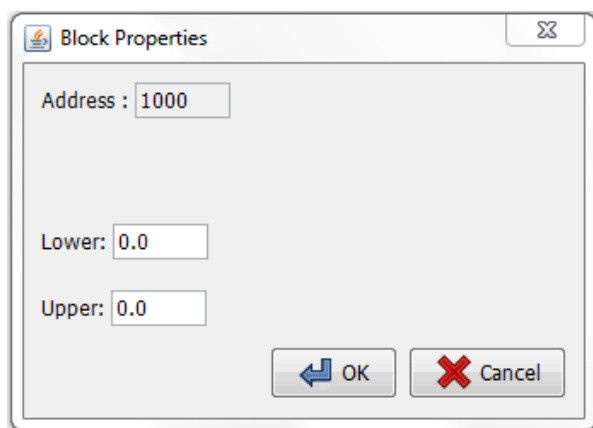 Block Properties
Address : 1000
Lower: 0.0
Upper: 0.0
OK Cancel